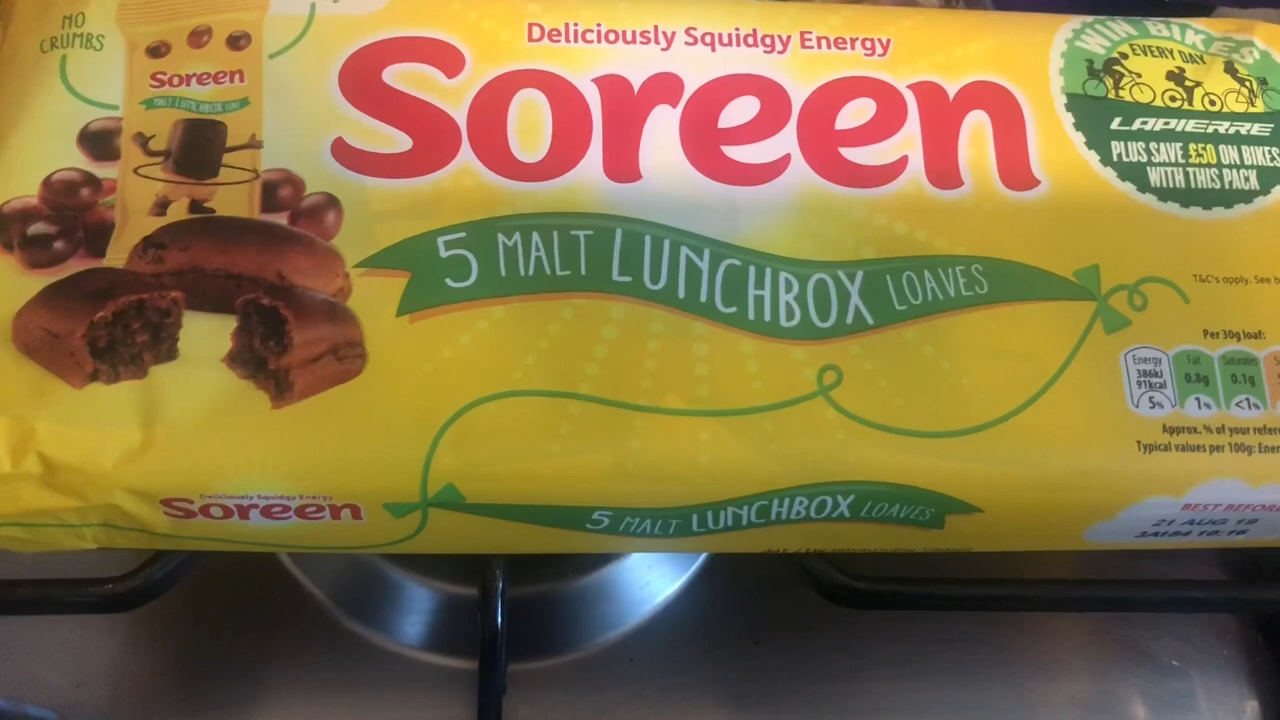 NO
CRUMBS
Soreen
MALT LUNCHBOX LOAF
Deliciously Squidgy Energy
Soreen
5 MALT LUNCHBOX LOAVES
WIN BIKES
EVERY DAY
LAPIERRE
PLUS SAVE £50 ON BIKES
WITH THIS PACK
T&C's apply. See
Per 30g loaf:
Energy Fat Saturates
386kJ 0.8g 0.1g
91kcal
5% 1% <1%
Approx. % of your
Typical values per 100g:
Deliciously Squidgy Energy
Soreen
5 MALT LUNCHBOX LOAVES
BEST BEFORE
21 AUG 19